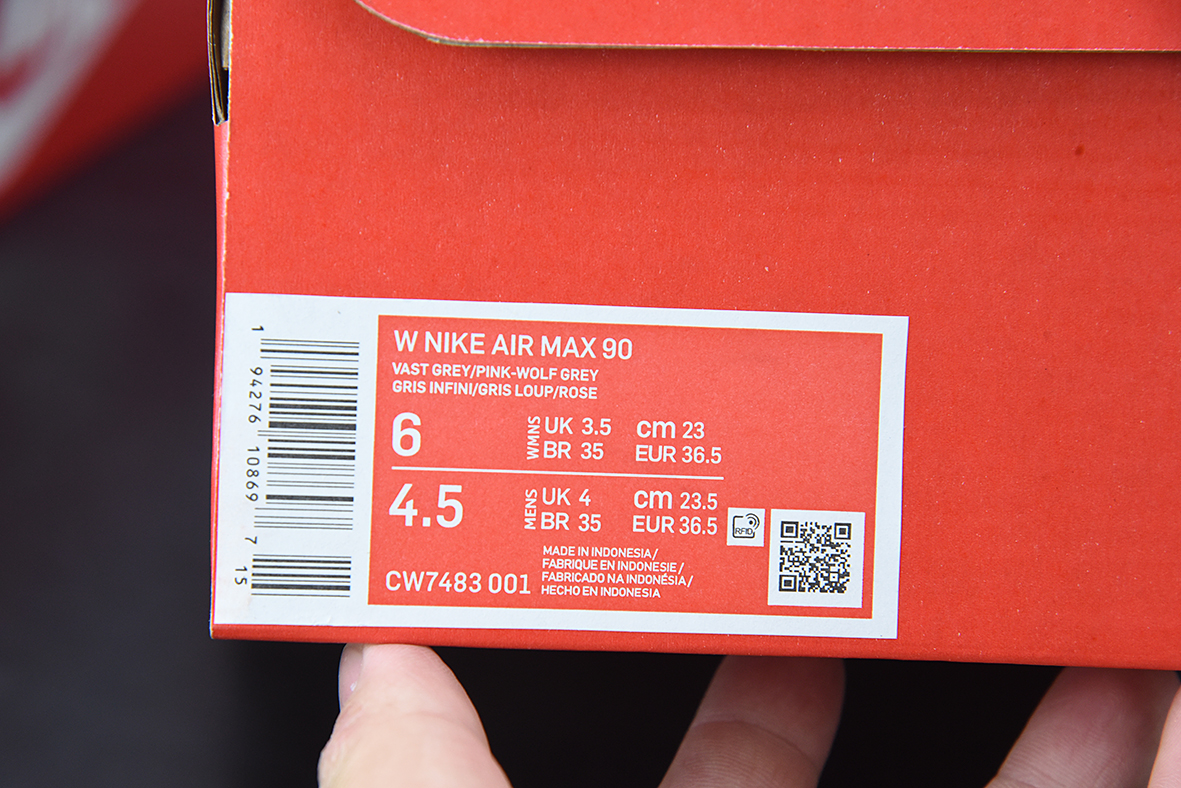 W NIKE AIR MAX 90
VAST GREY/PINK-WOLF GREY
GRIS INFINI/GRIS LOUP/ROSE
6 WMNS UK 3.5 cm 23
BR 35 EUR 36.5
4.5 MENS UK 4 cm 23.5
BR 35 EUR 36.5
RFID
MADE IN INDONESIA/
FABRIQUE EN INDONESIE/
FABRICADO NA INDONÉSIA/
HECHO EN INDONESIA
CW7483 001
1 94276 10869 7 15